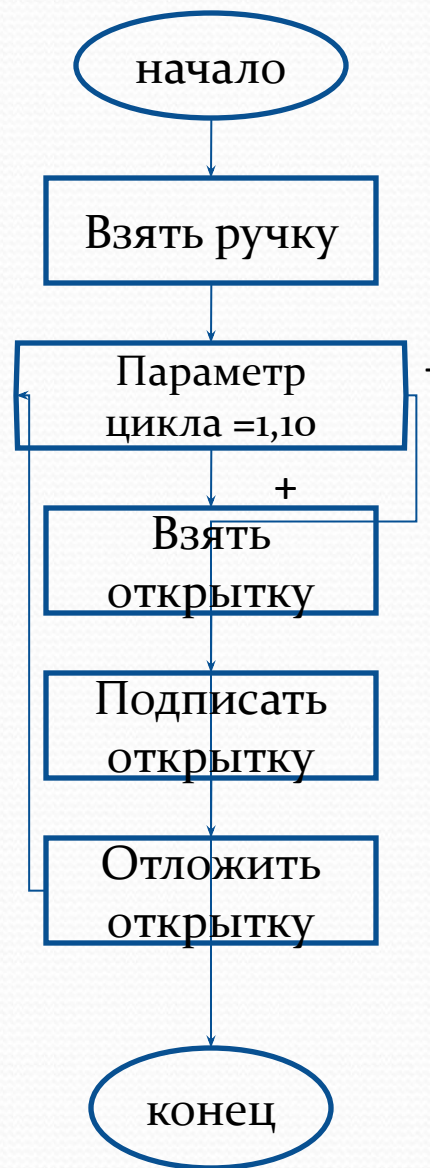 начало
Взять ручку
Параметр
цикла =1,10
-
+
Взять
открытку
Подписать
открытку
Отложить
открытку
конец